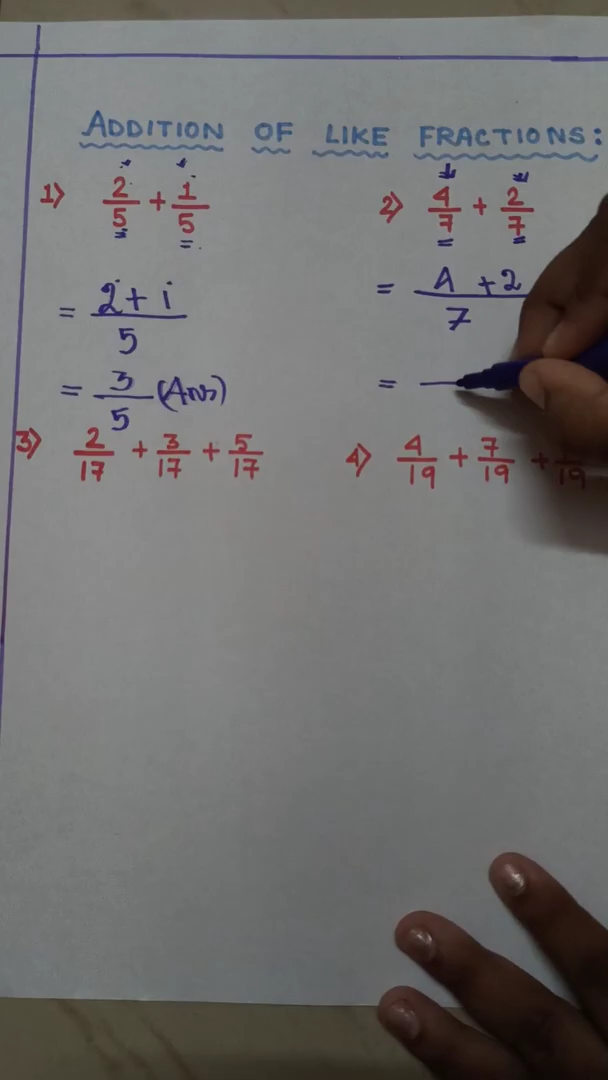 ADDITION OF LIKE FRACTIONS:
1) 2/5 + 1/5
= 2+1/5
= 3/5 (Ans)
2) 4/7 + 2/7
= 4+2/7
=
3) 2/17 + 3/17 + 5/17
4) 4/19 + 7/19 + /19